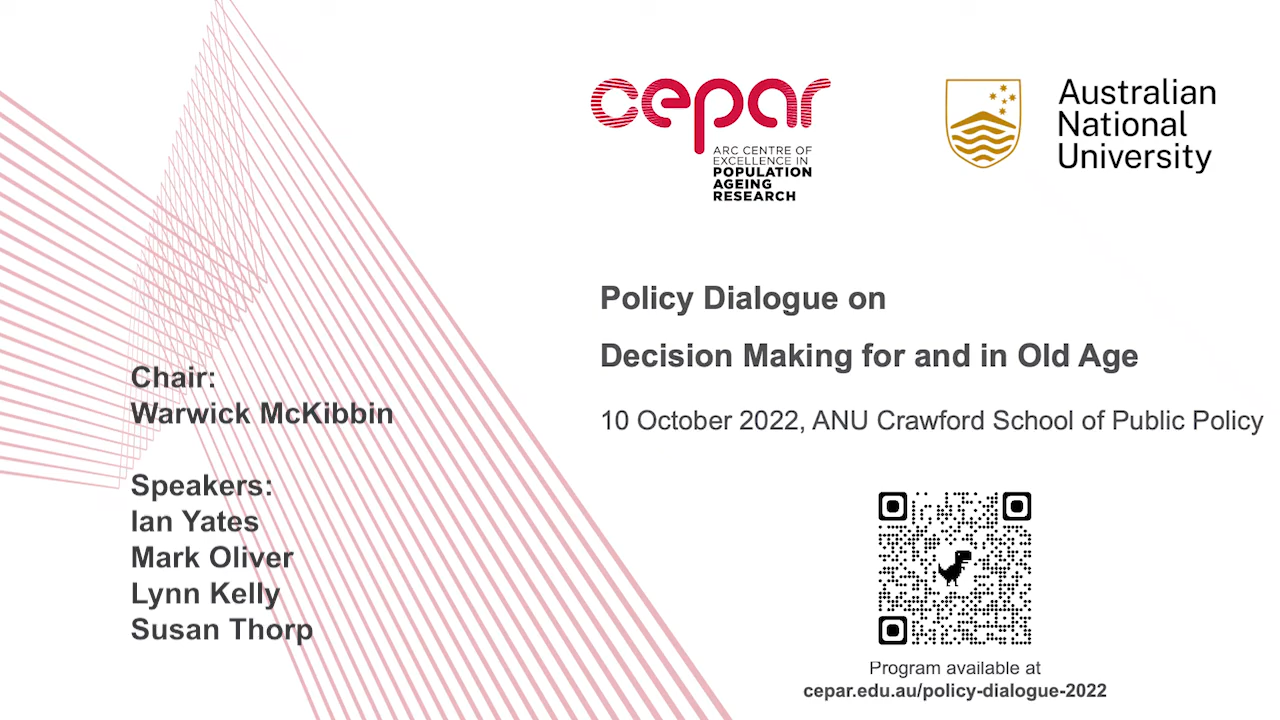 cepar
ARC CENTRE OF
EXCELLENCE IN
POPULATION
AGEING
RESEARCH
Australian
National
University
Policy Dialogue on
Decision Making for and in Old Age
10 October 2022, ANU Crawford School of Public Policy
Chair:
Warwick McKibbin
Speakers:
Ian Yates
Mark Oliver
Lynn Kelly
Susan Thorp
Program available at
cepar.edu.au/policy-dialogue-2022